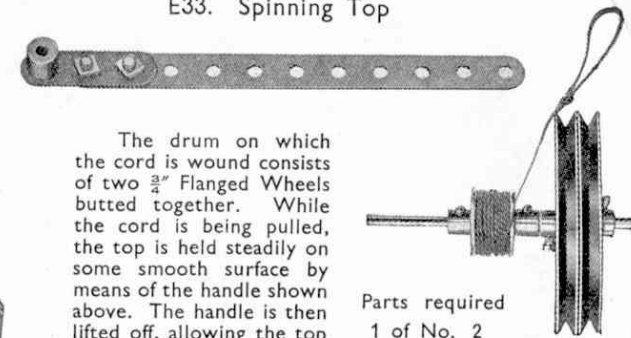 E33. Spinning Top
The drum on which
the cord is wound consists
of two ¾″ Flanged Wheels
butted together. While
the cord is being pulled,
the top is held steadily on
some smooth surface by
means of the handle shown
above. The handle is then
lifted off, allowing the top
Parts required
1 of No. 2